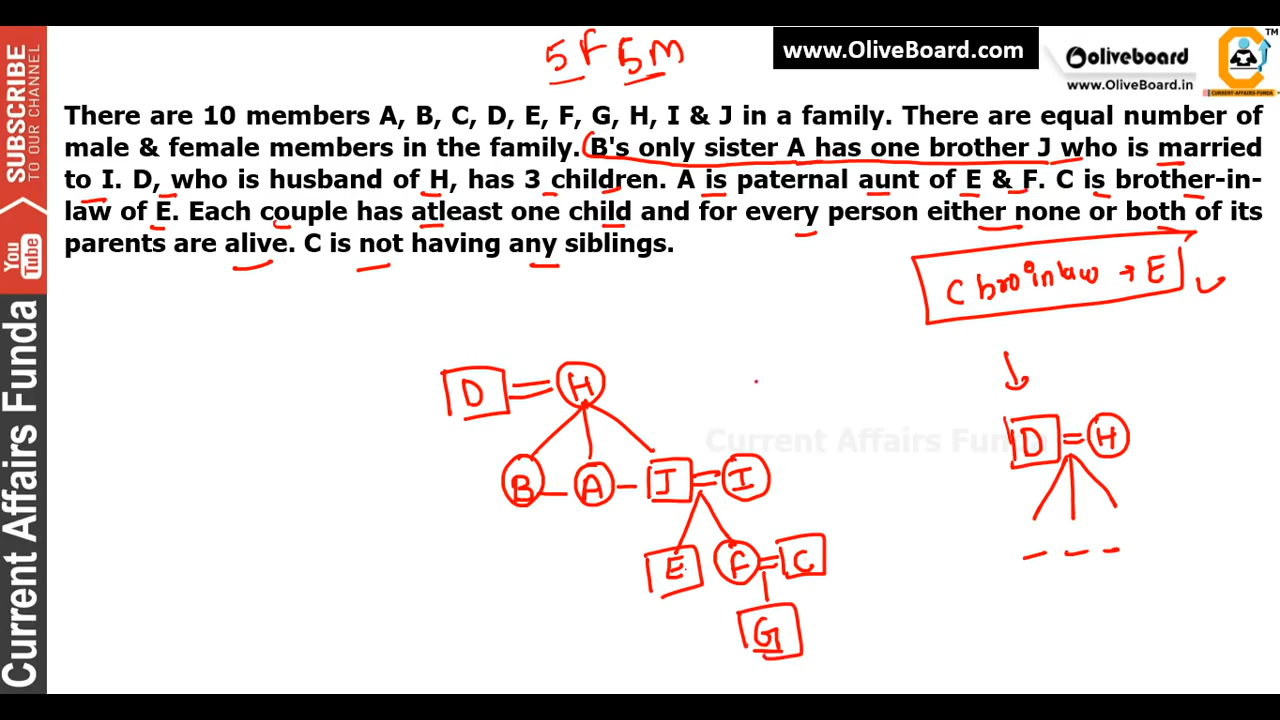 SUBSCRIBE
TO OUR CHANNEL
You
Tube
Current Affairs Funda
5F 5M
www.OliveBoard.com
oliveboard
www.OliveBoard.in
CURRENT-AFFAIRS-FUNDA
TM
There are 10 members A, B, C, D, E, F, G, H, I & J in a family. There are equal number of
male & female members in the family. B's only sister A has one brother J who is married
to I. D, who is husband of H, has 3 children. A is paternal aunt of E & F. C is brother-in-
law of E. Each couple has atleast one child and for every person either none or both of its
parents are alive. C is not having any siblings.
C bro in law → E
D = H
B - A - J = I
E F = C
G
Current Affairs Funda
D = H